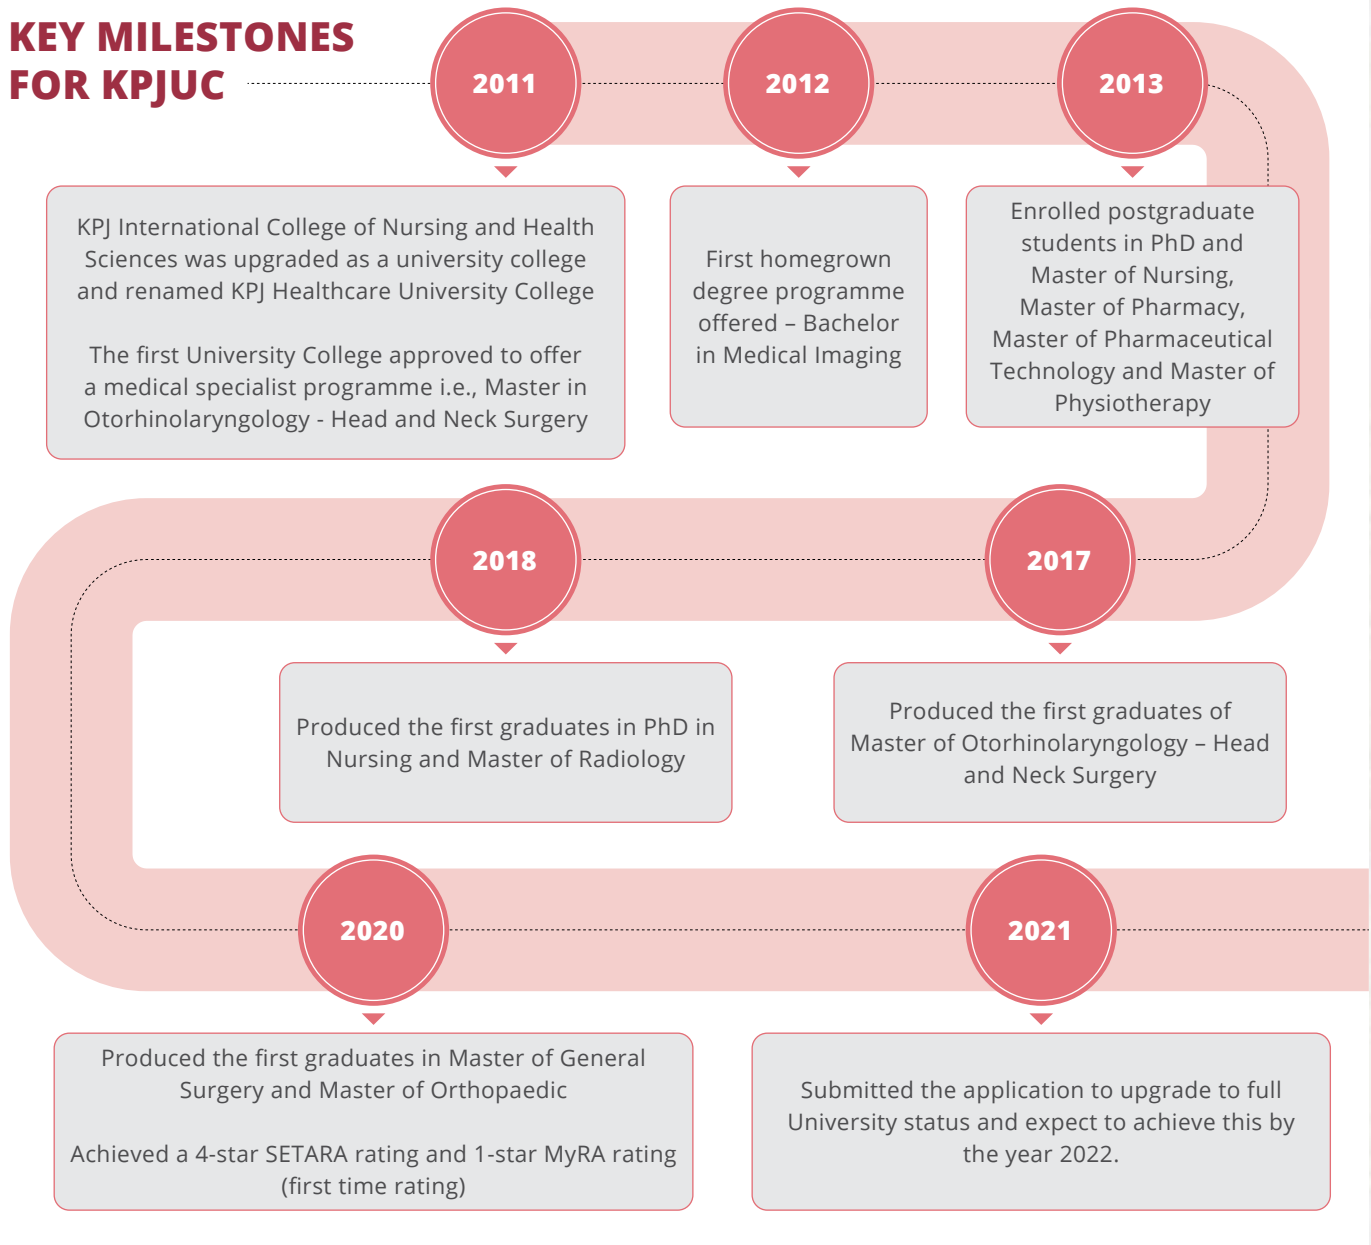 KEY MILESTONES
FOR KPJUC
2011
KPJ International College of Nursing and Health
Sciences was upgraded as a university college
and renamed KPJ Healthcare University College
The first University College approved to offer
a medical specialist programme i.e., Master in
Otorhinolaryngology - Head and Neck Surgery
2012
First homegrown
degree programme
offered – Bachelor
in Medical Imaging
2013
Enrolled postgraduate
students in PhD and
Master of Nursing,
Master of Pharmacy,
Master of Pharmaceutical
Technology and Master of
Physiotherapy
2017
Produced the first graduates of
Master of Otorhinolaryngology – Head
and Neck Surgery
2018
Produced the first graduates in PhD in
Nursing and Master of Radiology
2020
Produced the first graduates in Master of General
Surgery and Master of Orthopaedic
Achieved a 4-star SETARA rating and 1-star MyRA rating
(first time rating)
2021
Submitted the application to upgrade to full
University status and expect to achieve this by
the year 2022.